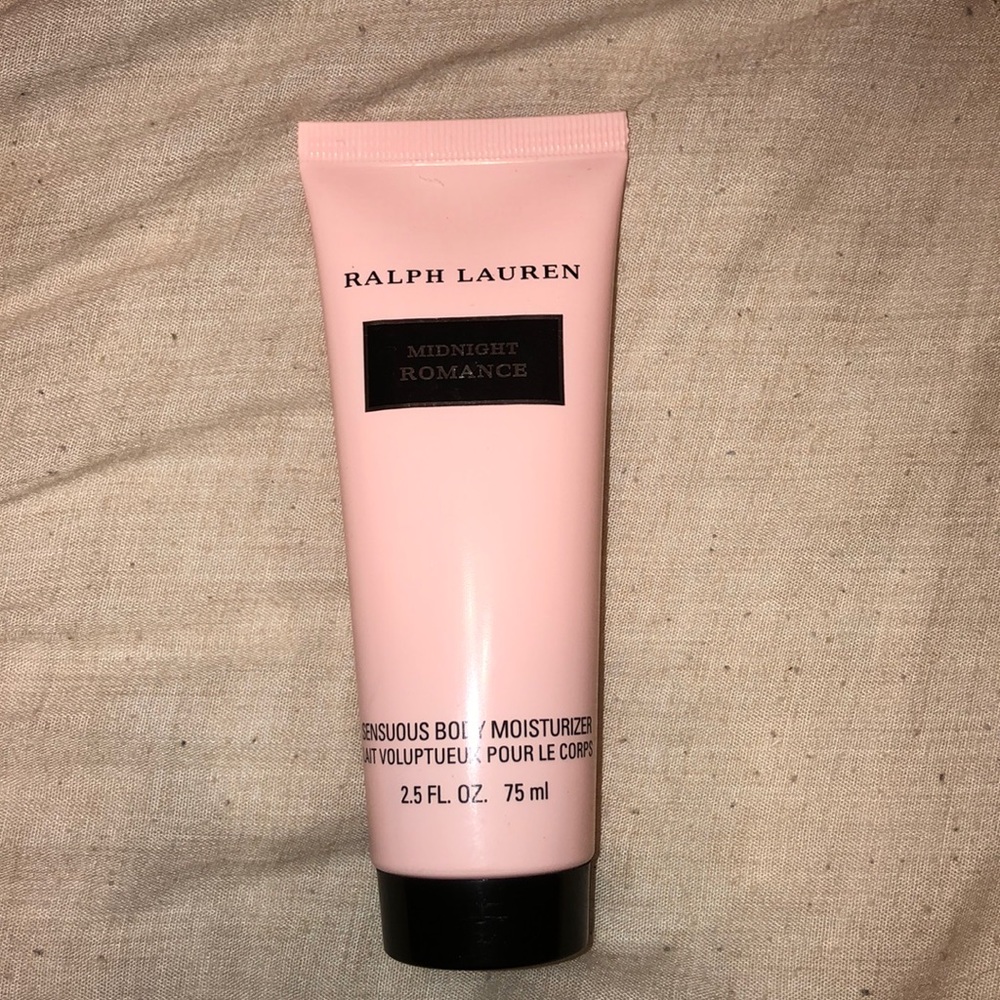 RALPH LAUREN
MIDNIGHT
ROMANCE
SENSUOUS BODY MOISTURIZER
LAIT VOLUPTUEUX POUR LE CORPS
2.5 FL. OZ. 75 ml